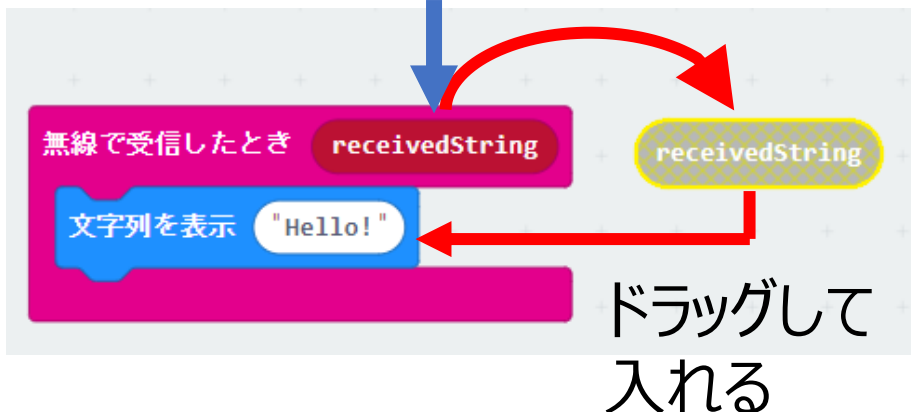 無線で受信したとき receivedString
receivedString
文字列を表示 "Hello!"
ドラッグして
入れる